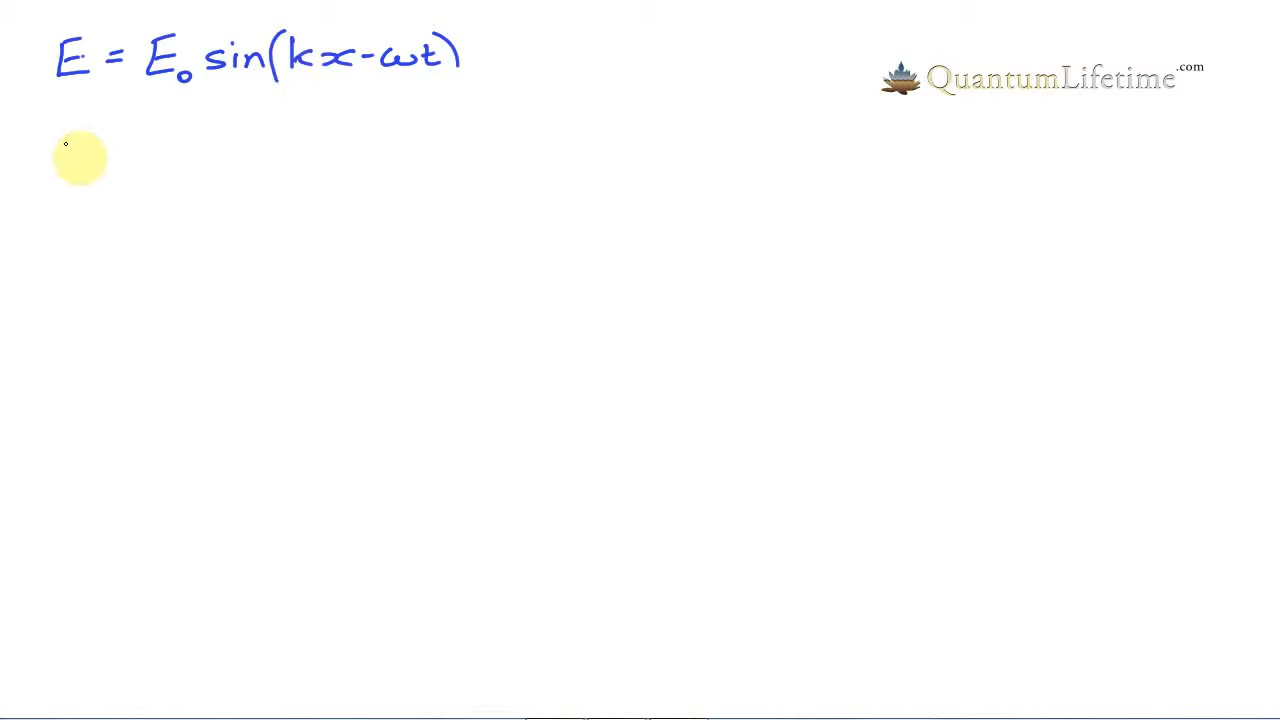 E = E₀ sin(kx-ωt)
QuantumLifetime.com